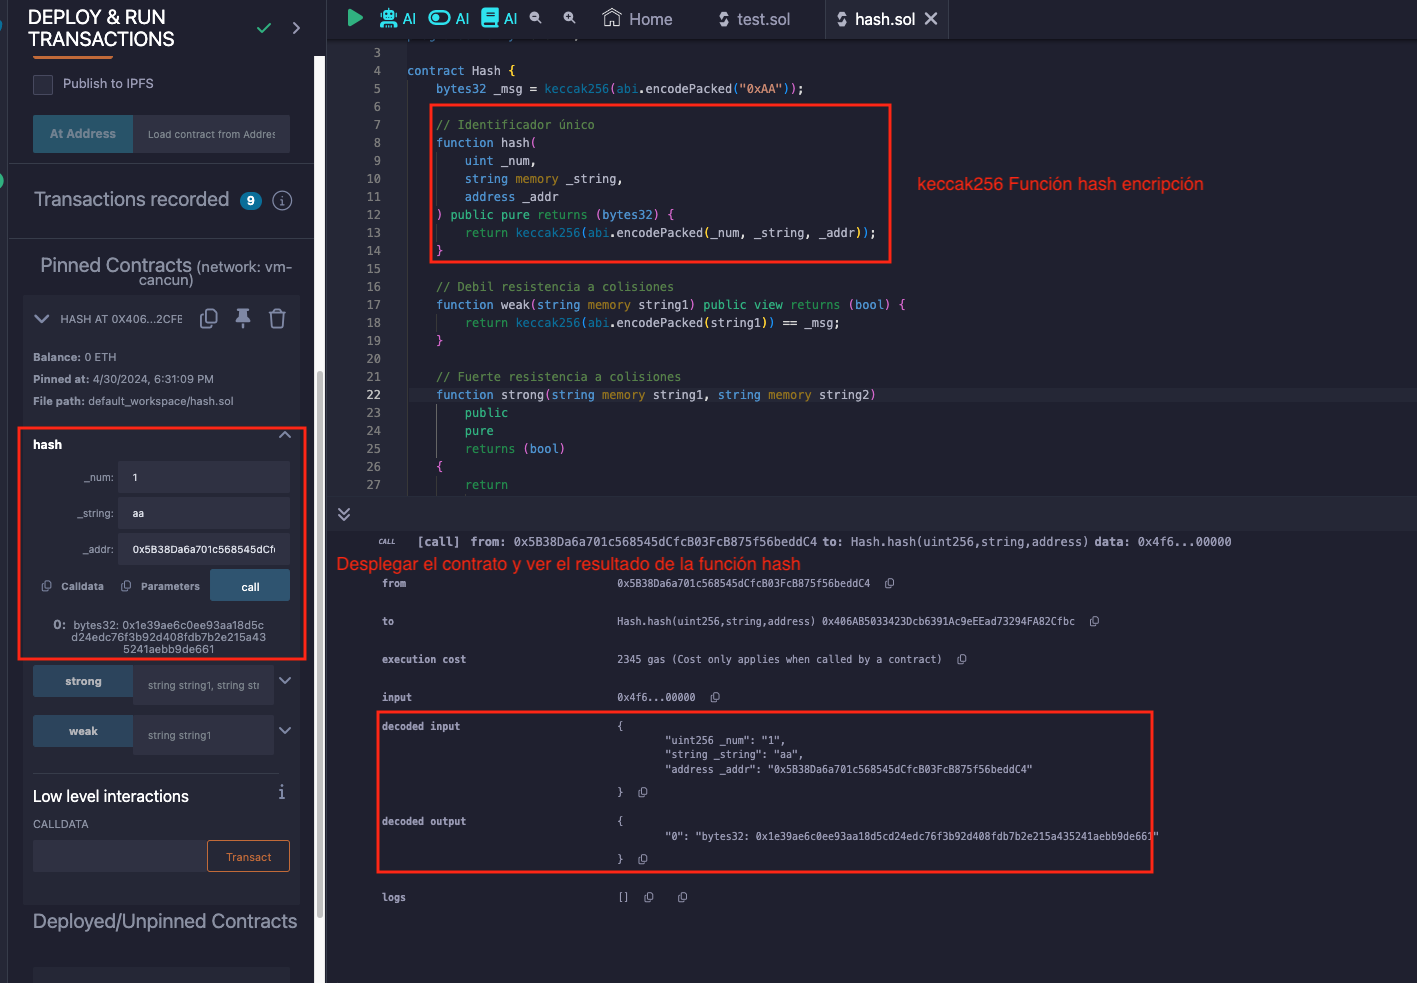 DEPLOY & RUN
TRANSACTIONS
Publish to IPFS
At Address
Load contract from Addres
Transactions recorded 9 i
Pinned Contracts (network: vm-
cancun)
HASH AT 0X406...2CFE
Balance: 0 ETH
Pinned at: 4/30/2024, 6:31:09 PM
File path: default_workspace/hash.sol
hash
_num: 1
_string: aa
_addr: 0x5B38Da6a701c568545dCf
Calldata Parameters call
0: bytes32: 0x1e39ae6c0ee93aa18d5c
d24edc76f3b92d408fdb7b2e215a43
5241aebb9de661
strong string string1, string str
weak string string1
Low level interactions i
CALLDATA
Transact
Deployed/Unpinned Contracts
AI AI AI Home test.sol hash.sol
3
4 contract Hash {
5 bytes32 _msg = keccak256(abi.encodePacked("0xAA"));
6
7 // Identificador único
8 function hash(
9 uint _num,
10 string memory _string,
11 address _addr
12 ) public pure returns (bytes32) {
13 return keccak256(abi.encodePacked(_num, _string, _addr));
14 }
15
16 // Debil resistencia a colisiones
17 function weak(string memory string1) public view returns (bool) {
18 return keccak256(abi.encodePacked(string1)) == _msg;
19 }
20
21 // Fuerte resistencia a colisiones
22 function strong(string memory string1, string memory string2)
23 public
24 pure
25 returns (bool)
26 {
27 return
keccak256 Función hash encripción
CALL [call] from: 0x5B38Da6a701c568545dCfcB03FcB875f56beddC4 to: Hash.hash(uint256,string,address) data: 0x4f6...00000
Desplegar el contrato y ver el resultado de la función hash
from 0x5B38Da6a701c568545dCfcB03FcB875f56beddC4
to Hash.hash(uint256,string,address) 0x406AB5033423Dcb6391Ac9eEEad73294FA82Cfbc
execution cost 2345 gas (Cost only applies when called by a contract)
input 0x4f6...00000
decoded input {
"uint256 _num": "1",
"string _string": "aa",
"address _addr": "0x5B38Da6a701c568545dCfcB03FcB875f56beddC4"
}
decoded output {
"0": "bytes32: 0x1e39ae6c0ee93aa18d5cd24edc76f3b92d408fdb7b2e215a435241aebb9de661"
}
logs []